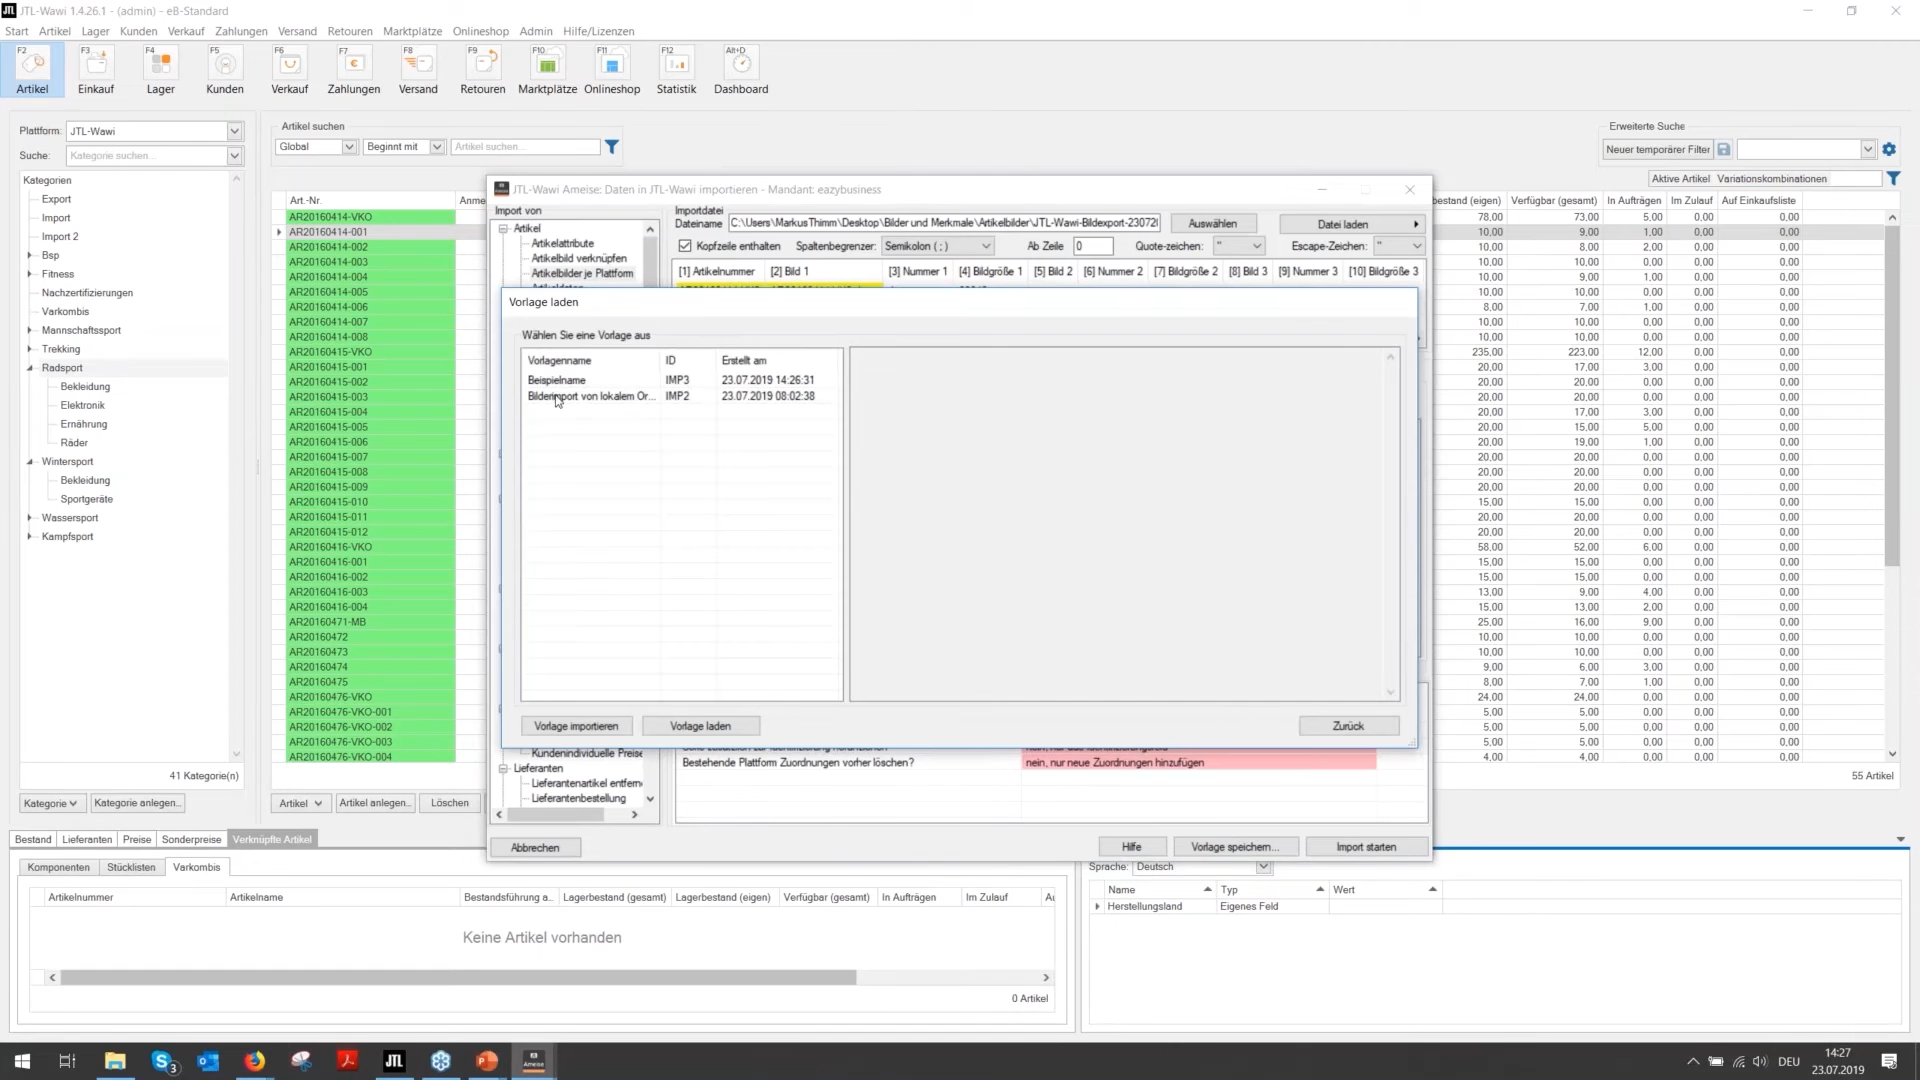 JTL-Wawi 1.4.26.1 - (admin) - eB-Standard
Start Artikel Lager Kunden Verkauf Zahlungen Versand Retouren Marktplätze Onlineshop Admin Hilfe/Lizenzen
F2 F3 F4 F5 F6 F7 F8 F9 F10 F11 F12 Alt+D
Artikel Einkauf Lager Kunden Verkauf Zahlungen Versand Retouren Marktplätze Onlineshop Statistik Dashboard
Plattform: JTL-Wawi
Suche: Kategorie suchen...
Kategorien
Export
Import
Import 2
Bsp
Fitness
Nachzertifizierungen
Varkombis
Mannschaftssport
Trekking
Radsport
Bekleidung
Elektronik
Ernährung
Räder
Wintersport
Bekleidung
Sportgeräte
Wassersport
Kampfsport
41 Kategorie(n)
Kategorie Kategorie anlegen...
Artikel suchen
Global Beginnt mit Artikel suchen...
Erweiterte Suche
Neuer temporärer Filter
Aktive Artikel Variationskombinationen
Art.-Nr. Anme
AR20160414-VKO
AR20160414-001
AR20160414-002
AR20160414-003
AR20160414-004
AR20160414-005
AR20160414-006
AR20160414-007
AR20160414-008
AR20160415-VKO
AR20160415-001
AR20160415-002
AR20160415-003
AR20160415-004
AR20160415-005
AR20160415-006
AR20160415-007
AR20160415-008
AR20160415-009
AR20160415-010
AR20160415-011
AR20160415-012
AR20160416-VKO
AR20160416-001
AR20160416-002
AR20160416-003
AR20160416-004
AR20160471-MB
AR20160472
AR20160473
AR20160474
AR20160475
AR20160476-VKO
AR20160476-VKO-001
AR20160476-VKO-002
AR20160476-VKO-003
AR20160476-VKO-004
Artikel Artikel anlegen... Löschen
JTL-Wawi Ameise: Daten in JTL-Wawi importieren - Mandant: eazybusiness
Import von
Artikel
Artikelattribute
Artikelbild verknüpfen
Artikelbilder je Plattform
Importdatei
Dateiname C:\Users\MarkusThimm\Desktop\Bilder und Merkmale\Artikelbilder\JTL-Wawi-Bildexport-23072 Auswählen Datei laden
Kopfzeile enthalten Spaltenbegrenzer: Semikolon ( ; ) Ab Zeile 0 Quote-zeichen: " Escape-Zeichen: "
[1] Artikelnummer [2] Bild 1 [3] Nummer 1 [4] Bildgröße 1 [5] Bild 2 [6] Nummer 2 [7] Bildgröße 2 [8] Bild 3 [9] Nummer 3 [10] Bildgröße 3
Vorlage laden
Wählen Sie eine Vorlage aus
Vorlagenname ID Erstellt am
Beispielname IMP3 23.07.2019 14:26:31
Bilderimport von lokalem Or... IMP2 23.07.2019 08:02:38
Vorlage importieren Vorlage laden Zurück
Kundenindividuelle Preise
Lieferanten
Lieferantenartikel entfern
Lieferantenbestellung
Bestehende Plattform Zuordnungen vorher löschen? nein, nur neue Zuordnungen hinzufügen
Abbrechen Hilfe Vorlage speichern... Import starten
bestand (eigen) Verfügbar (gesamt) In Aufträgen Im Zulauf Auf Einkaufsliste
78,00 73,00 5,00 0,00 0,00
10,00 9,00 1,00 0,00 0,00
10,00 8,00 2,00 0,00 0,00
10,00 10,00 0,00 0,00 0,00
10,00 9,00 1,00 0,00 0,00
10,00 10,00 0,00 0,00 0,00
8,00 7,00 1,00 0,00 0,00
10,00 10,00 0,00 0,00 0,00
10,00 10,00 0,00 0,00 0,00
235,00 223,00 12,00 0,00 0,00
20,00 17,00 3,00 0,00 0,00
20,00 20,00 0,00 0,00 0,00
20,00 20,00 0,00 0,00 0,00
20,00 17,00 3,00 0,00 0,00
20,00 15,00 5,00 0,00 0,00
20,00 19,00 1,00 0,00 0,00
20,00 20,00 0,00 0,00 0,00
20,00 20,00 0,00 0,00 0,00
20,00 20,00 0,00 0,00 0,00
15,00 15,00 0,00 0,00 0,00
20,00 20,00 0,00 0,00 0,00
20,00 20,00 0,00 0,00 0,00
58,00 52,00 6,00 0,00 0,00
15,00 15,00 0,00 0,00 0,00
15,00 15,00 0,00 0,00 0,00
13,00 9,00 4,00 0,00 0,00
15,00 13,00 2,00 0,00 0,00
25,00 16,00 9,00 0,00 0,00
10,00 10,00 0,00 0,00 0,00
10,00 10,00 0,00 0,00 0,00
9,00 6,00 3,00 0,00 0,00
8,00 7,00 1,00 0,00 0,00
24,00 24,00 0,00 0,00 0,00
5,00 5,00 0,00 0,00 0,00
5,00 5,00 0,00 0,00 0,00
5,00 5,00 0,00 0,00 0,00
4,00 4,00 0,00 0,00 0,00
55 Artikel
Bestand Lieferanten Preise Sonderpreise Verknüpfte Artikel
Komponenten Stücklisten Varkombis
Artikelnummer Artikelname Bestandsführung a... Lagerbestand (gesamt) Lagerbestand (eigen) Verfügbar (gesamt) In Aufträgen Im Zulauf Au
Keine Artikel vorhanden
0 Artikel
Sprache: Deutsch
Name Typ Wert
Herstellungsland Eigenes Feld
JTL Ameise
DEU 14:27
23.07.2019